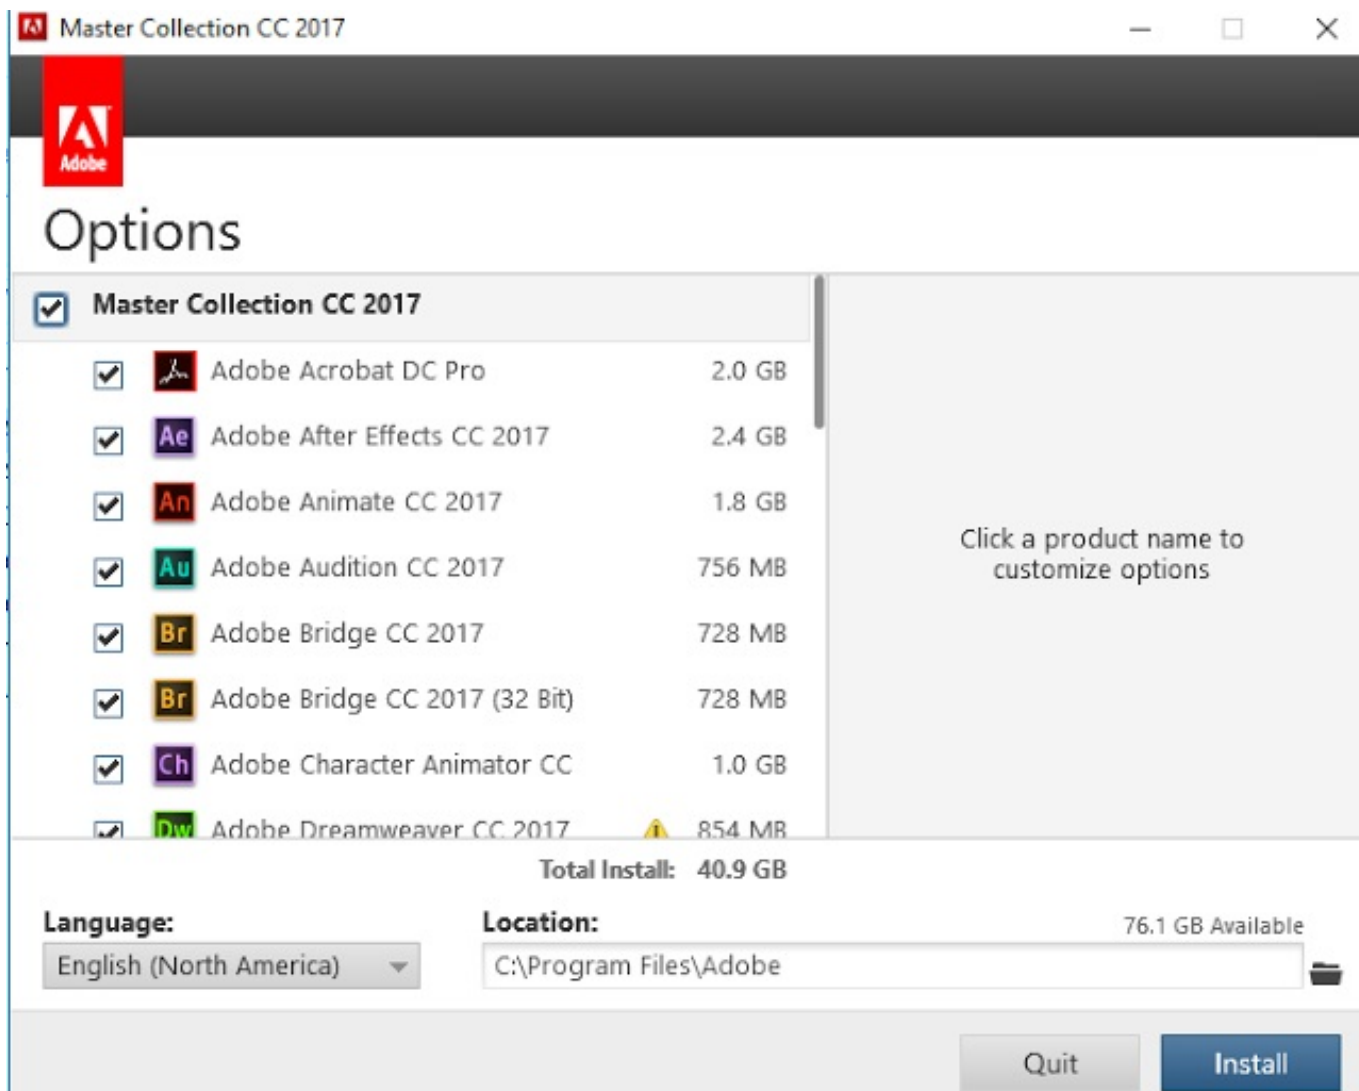 Master Collection CC 2017
Adobe
Options
Master Collection CC 2017
Adobe Acrobat DC Pro 2.0 GB
Ae Adobe After Effects CC 2017 2.4 GB
An Adobe Animate CC 2017 1.8 GB
Au Adobe Audition CC 2017 756 MB
Br Adobe Bridge CC 2017 728 MB
Br Adobe Bridge CC 2017 (32 Bit) 728 MB
Ch Adobe Character Animator CC 1.0 GB
Dw Adobe Dreamweaver CC 2017 854 MB
Click a product name to
customize options
Total Install: 40.9 GB
Language:
English (North America)
Location:
76.1 GB Available
C:\Program Files\Adobe
Quit
Install